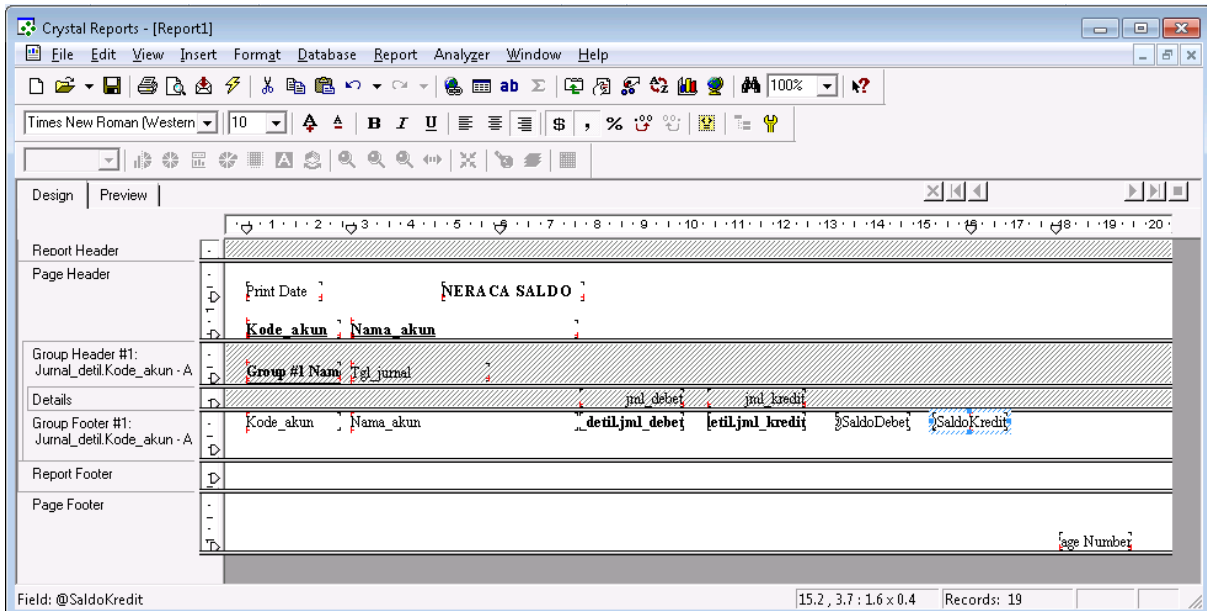 Crystal Reports - [Report1]
File Edit View Insert Format Database Report Analyzer Window Help
100%
Times New Roman (Western 10 B I U $ , %
Design Preview
1 2 3 4 5 6 7 8 9 10 11 12 13 14 15 16 17 18 19 20
Report Header
Page Header
Print Date NERACA SALDO
Kode_akun Nama_akun
Group Header #1:
Jurnal_detil.Kode_akun - A
Group #1 Nam Tgl_jurnal
Details jml_debet jml_kredit
Group Footer #1:
Jurnal_detil.Kode_akun - A
Kode_akun Nama_akun _detil.jml_debet etil.jml_kredit SaldoDebet SaldoKredit
Report Footer
Page Footer
age Number
Field: @SaldoKredit 15.2 , 3.7 : 1.6 x 0.4 Records: 19